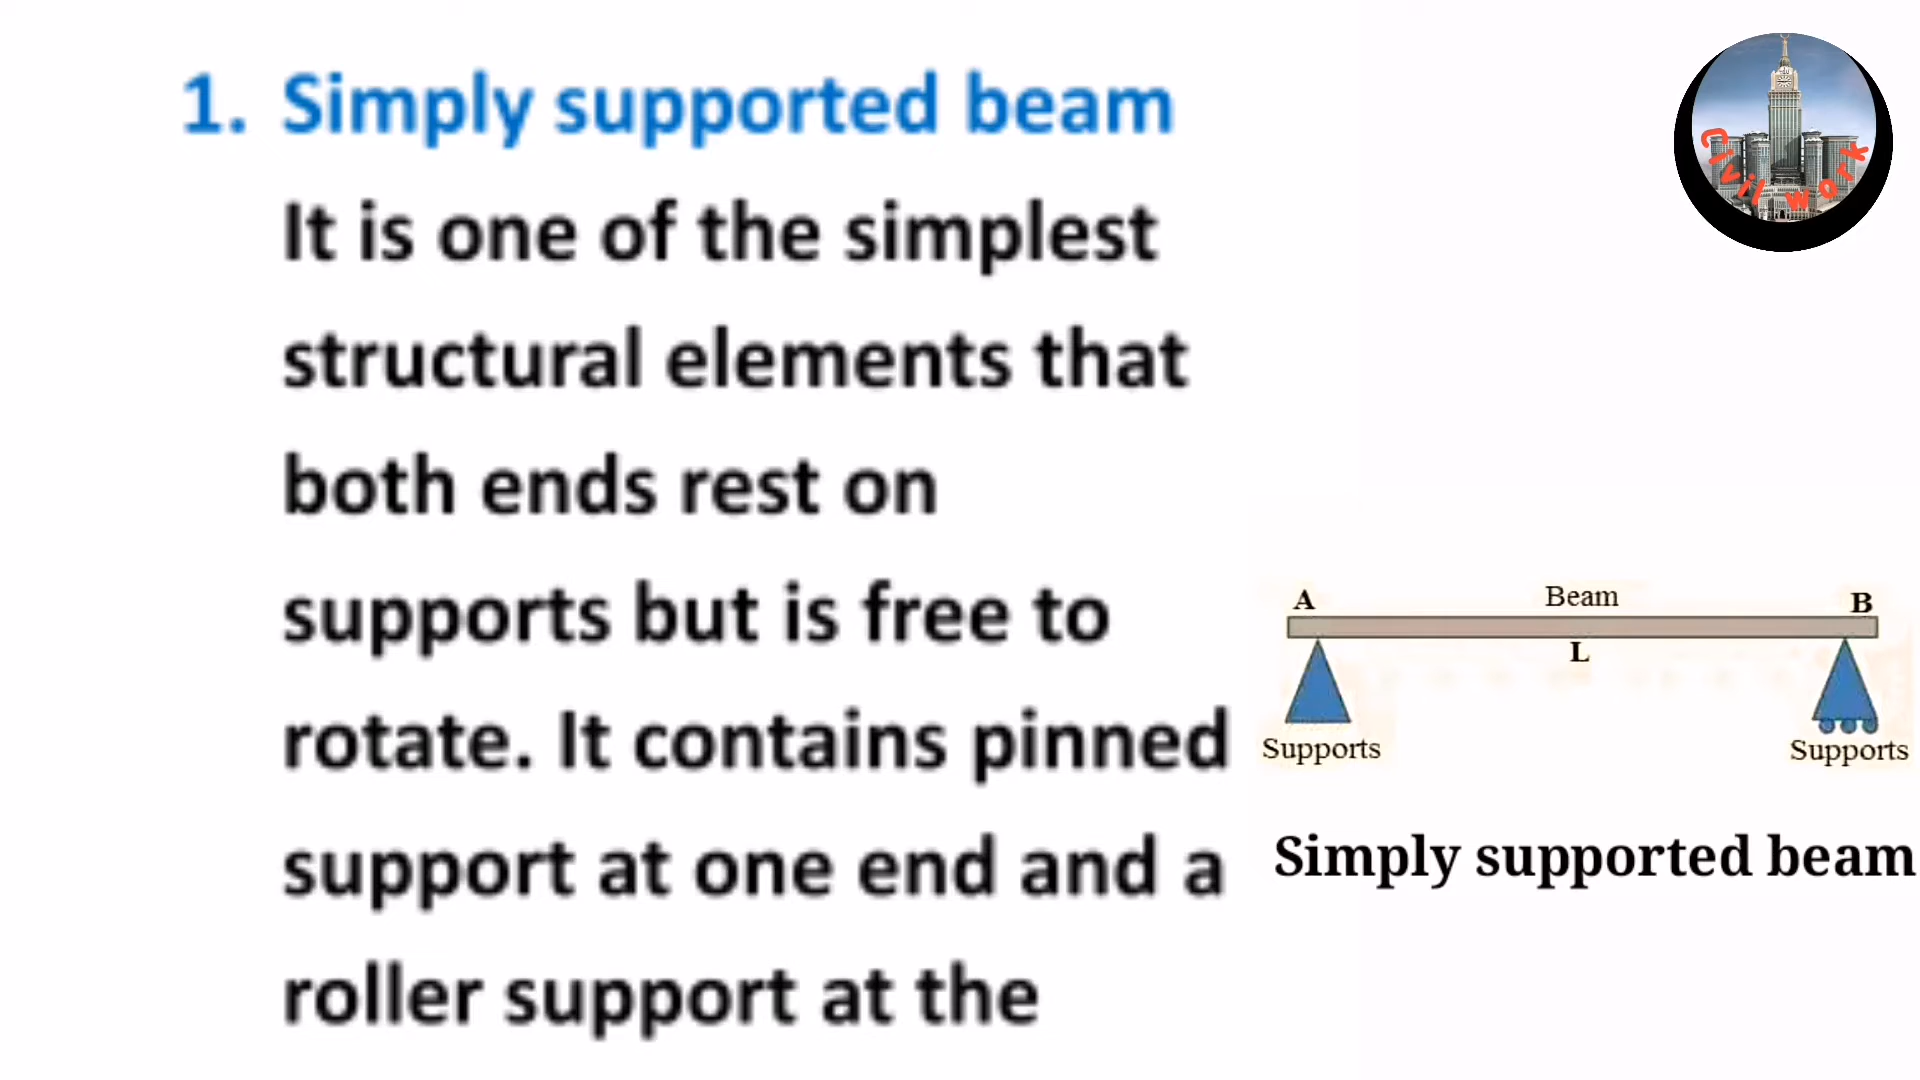 1. Simply supported beam
It is one of the simplest
structural elements that
both ends rest on
supports but is free to
rotate. It contains pinned
support at one end and a
roller support at the
Civil work
A Beam B
L
Supports Supports
Simply supported beam